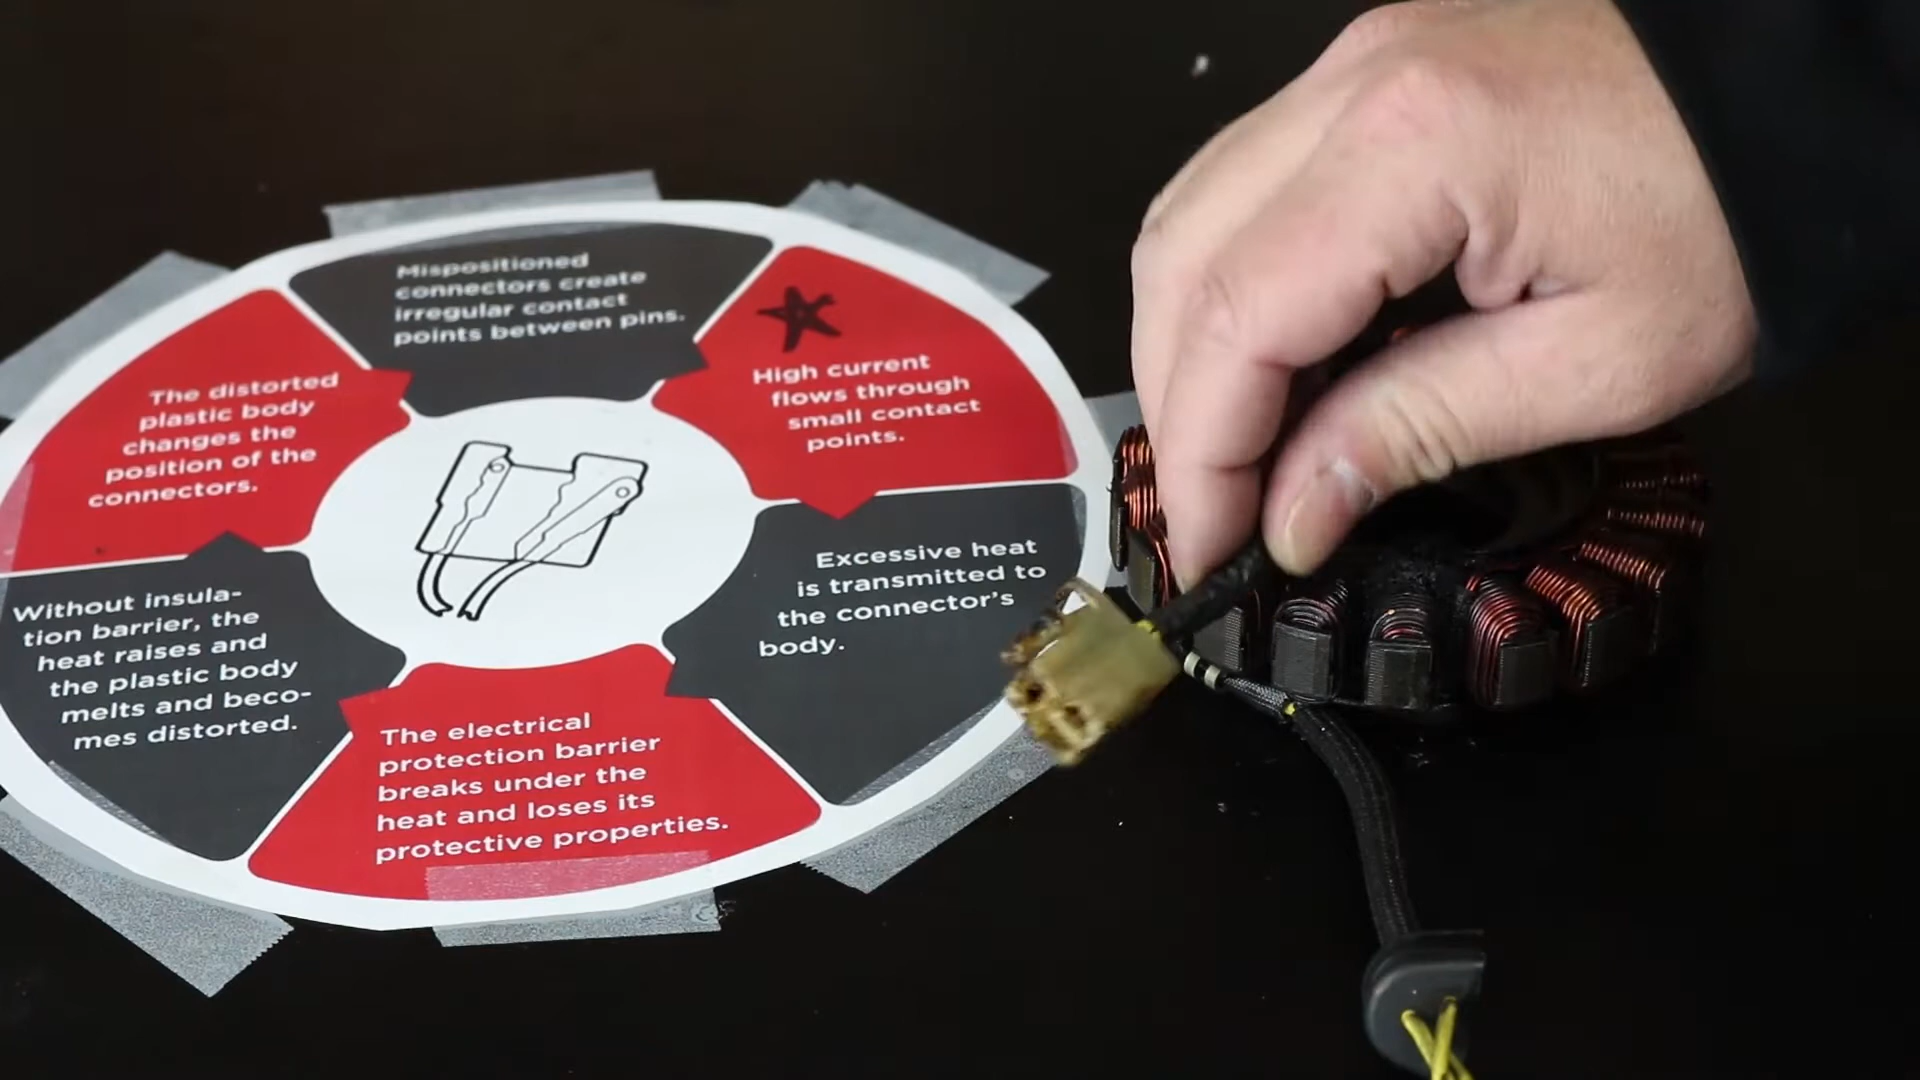 Mispositioned
connectors create
irregular contact
points between pins.
High current
flows through
small contact
points.
Excessive heat
is transmitted to
the connector's
body.
The electrical
protection barrier
breaks under the
heat and loses its
protective properties.
Without insula-
tion barrier, the
heat raises and
the plastic body
melts and beco-
mes distorted.
The distorted
plastic body
changes the
position of the
connectors.